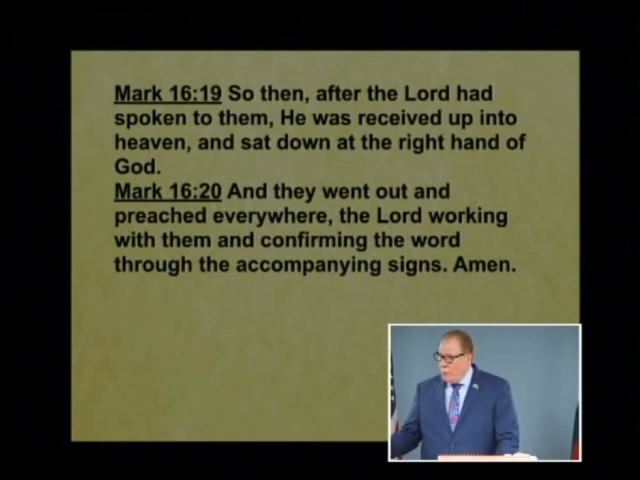 Mark 16:19 So then, after the Lord had
spoken to them, He was received up into
heaven, and sat down at the right hand of
God.
Mark 16:20 And they went out and
preached everywhere, the Lord working
with them and confirming the word
through the accompanying signs. Amen.